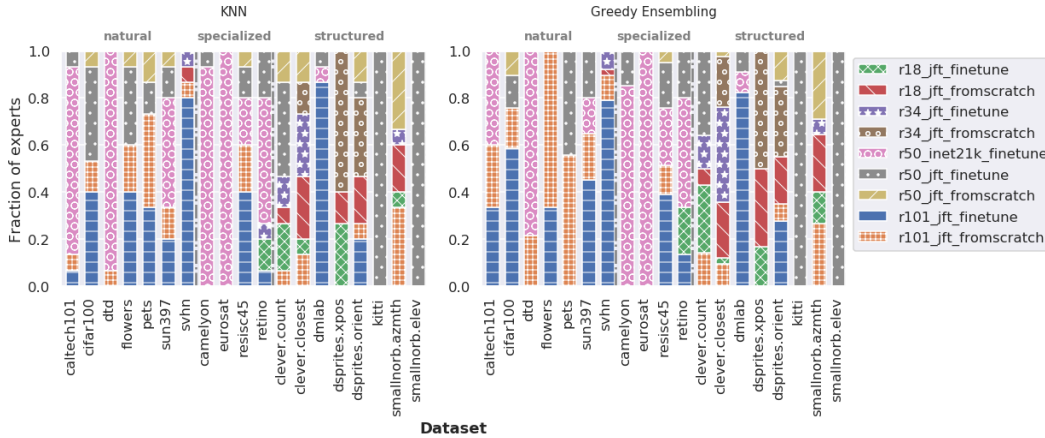 KNN
Greedy Ensembling
natural
specialized
structured
natural
specialized
structured
Fraction of experts
1.0
0.8
0.6
0.4
0.2
0.0
1.0
0.8
0.6
0.4
0.2
0.0
caltech101
cifar100
dtd
flowers
pets
sun397
svhn
camelyon
eurosat
resisc45
retino
clever.count
clever.closest
dmlab
dsprites.xpos
dsprites.orient
kitti
smallnorb.azmth
smallnorb.elev
caltech101
cifar100
dtd
flowers
pets
sun397
svhn
camelyon
eurosat
resisc45
retino
clever.count
clever.closest
dmlab
dsprites.xpos
dsprites.orient
kitti
smallnorb.azmth
smallnorb.elev
Dataset
r18_jft_finetune
r18_jft_fromscratch
r34_jft_finetune
r34_jft_fromscratch
r50_inet21k_finetune
r50_jft_finetune
r50_jft_fromscratch
r101_jft_finetune
r101_jft_fromscratch